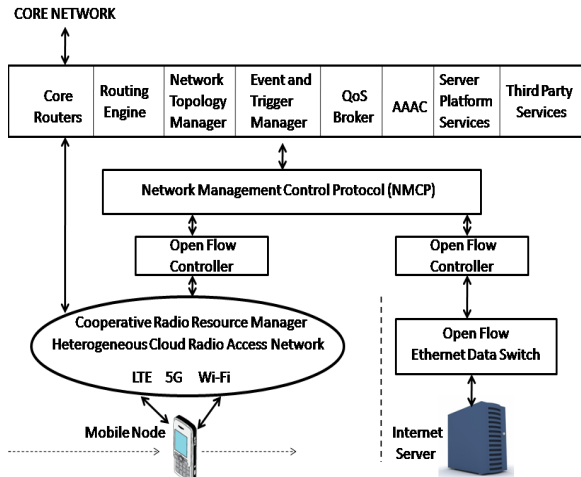 CORE NETWORK
Core
Routers
Routing
Engine
Network
Topology
Manager
Event and
Trigger
Manager
QoS
Broker
AAAC
Server
Platform
Services
Third Party
Services
Network Management Control Protocol (NMCP)
Open Flow
Controller
Open Flow
Controller
Cooperative Radio Resource Manager
Heterogeneous Cloud Radio Access Network
LTE 5G Wi-Fi
Open Flow
Ethernet Data Switch
Mobile Node
Internet
Server